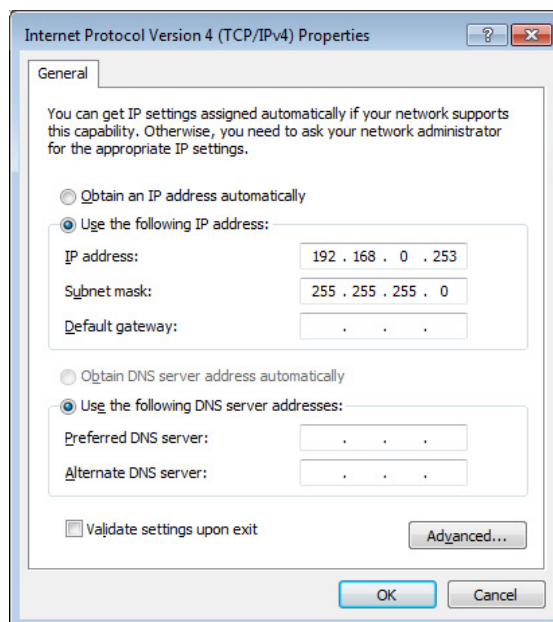 Internet Protocol Version 4 (TCP/IPv4) Properties
General
You can get IP settings assigned automatically if your network supports
this capability. Otherwise, you need to ask your network administrator
for the appropriate IP settings.
Obtain an IP address automatically
Use the following IP address:
IP address: 192 . 168 . 0 . 253
Subnet mask: 255 . 255 . 255 . 0
Default gateway: . . .
Obtain DNS server address automatically
Use the following DNS server addresses:
Preferred DNS server: . . .
Alternate DNS server: . . .
Validate settings upon exit
Advanced...
OK Cancel